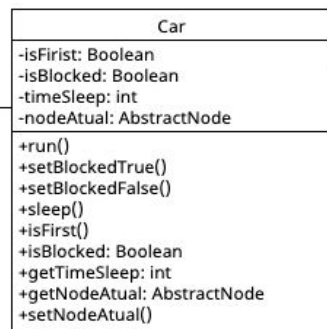 Car
-isFirist: Boolean
-isBlocked: Boolean
-timeSleep: int
-nodeAtual: AbstractNode
+run()
+setBlockedTrue()
+setBlockedFalse()
+sleep()
+isFirst()
+isBlocked: Boolean
+getTimeSleep: int
+getNodeAtual: AbstractNode
+setNodeAtual()